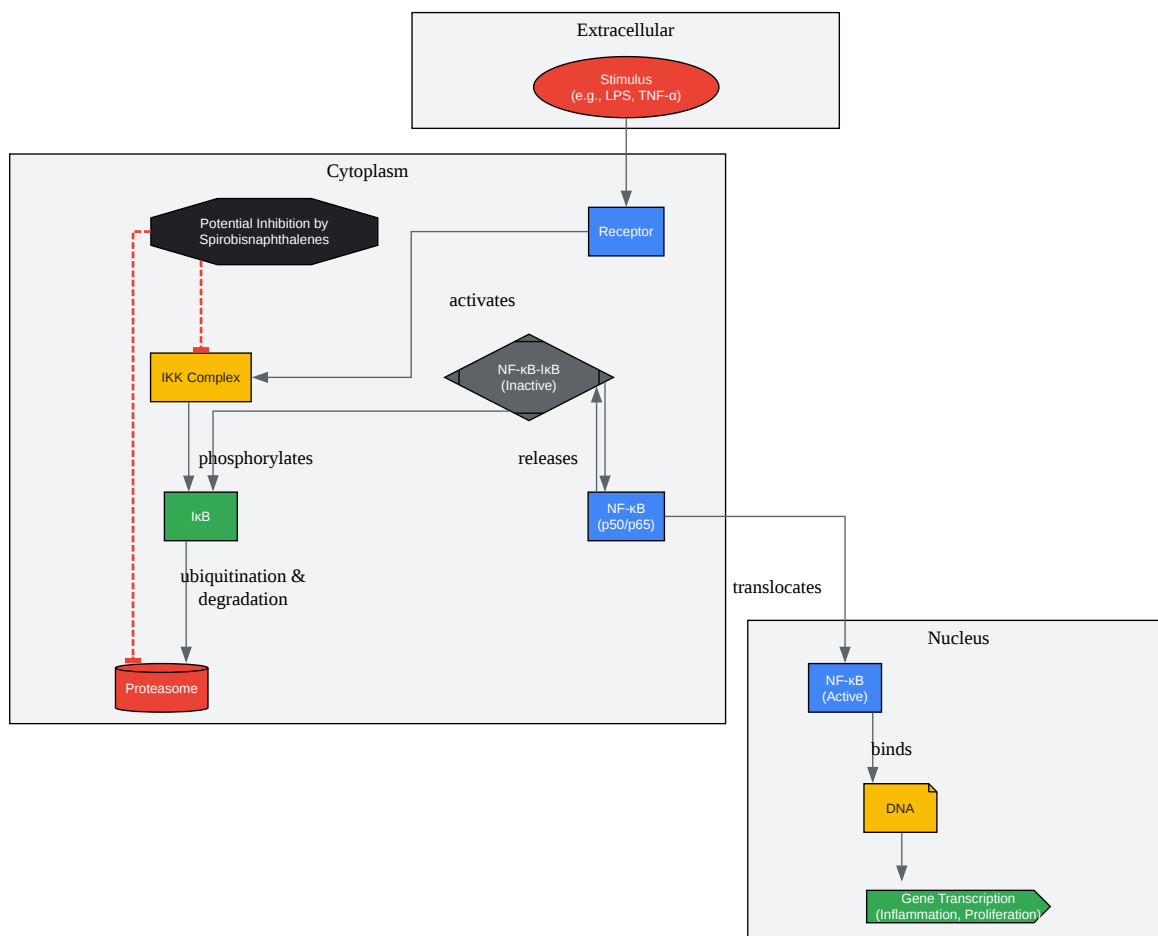 Extracellular
Stimulus
(e.g., LPS, TNF-α)
Cytoplasm
Potential Inhibition by
Spirobisnaphthalenes
Receptor
activates
IKK Complex
NF-κB-IκB
(Inactive)
phosphorylates
releases
IκB
NF-κB
(p50/p65)
ubiquitination &
degradation
translocates
Proteasome
Nucleus
NF-κB
(Active)
binds
DNA
Gene Transcription
(Inflammation, Proliferation)